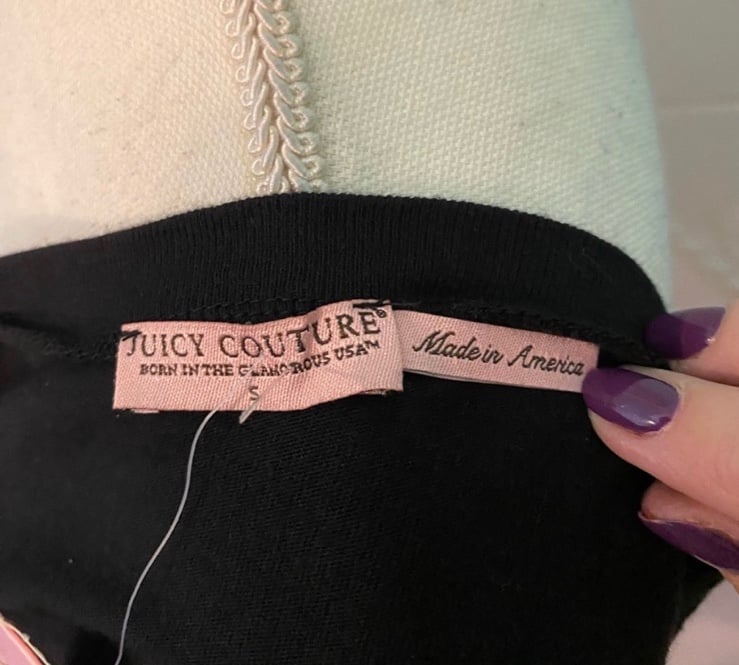 JUICY COUTURE®
BORN IN THE GLAMOROUS USA™
S
Made in America